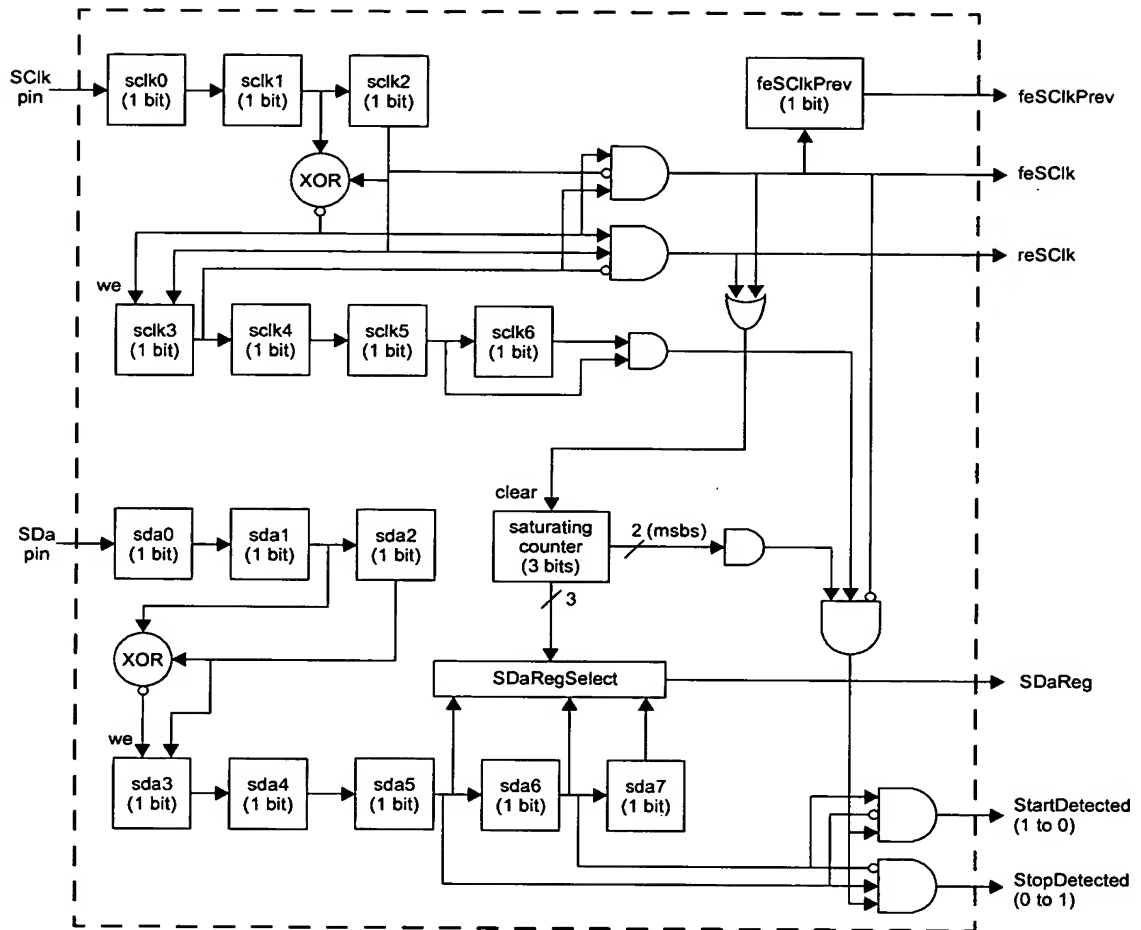 SClk
pin
sclk0
(1 bit)
sclk1
(1 bit)
sclk2
(1 bit)
feSClkPrev
(1 bit)
feSClkPrev
XOR
feSClk
reSClk
we
sclk3
(1 bit)
sclk4
(1 bit)
sclk5
(1 bit)
sclk6
(1 bit)
clear
SDa
pin
sda0
(1 bit)
sda1
(1 bit)
sda2
(1 bit)
saturating
counter
(3 bits)
2 (msbs)
3
XOR
SDaRegSelect
SDaReg
we
sda3
(1 bit)
sda4
(1 bit)
sda5
(1 bit)
sda6
(1 bit)
sda7
(1 bit)
StartDetected
(1 to 0)
StopDetected
(0 to 1)